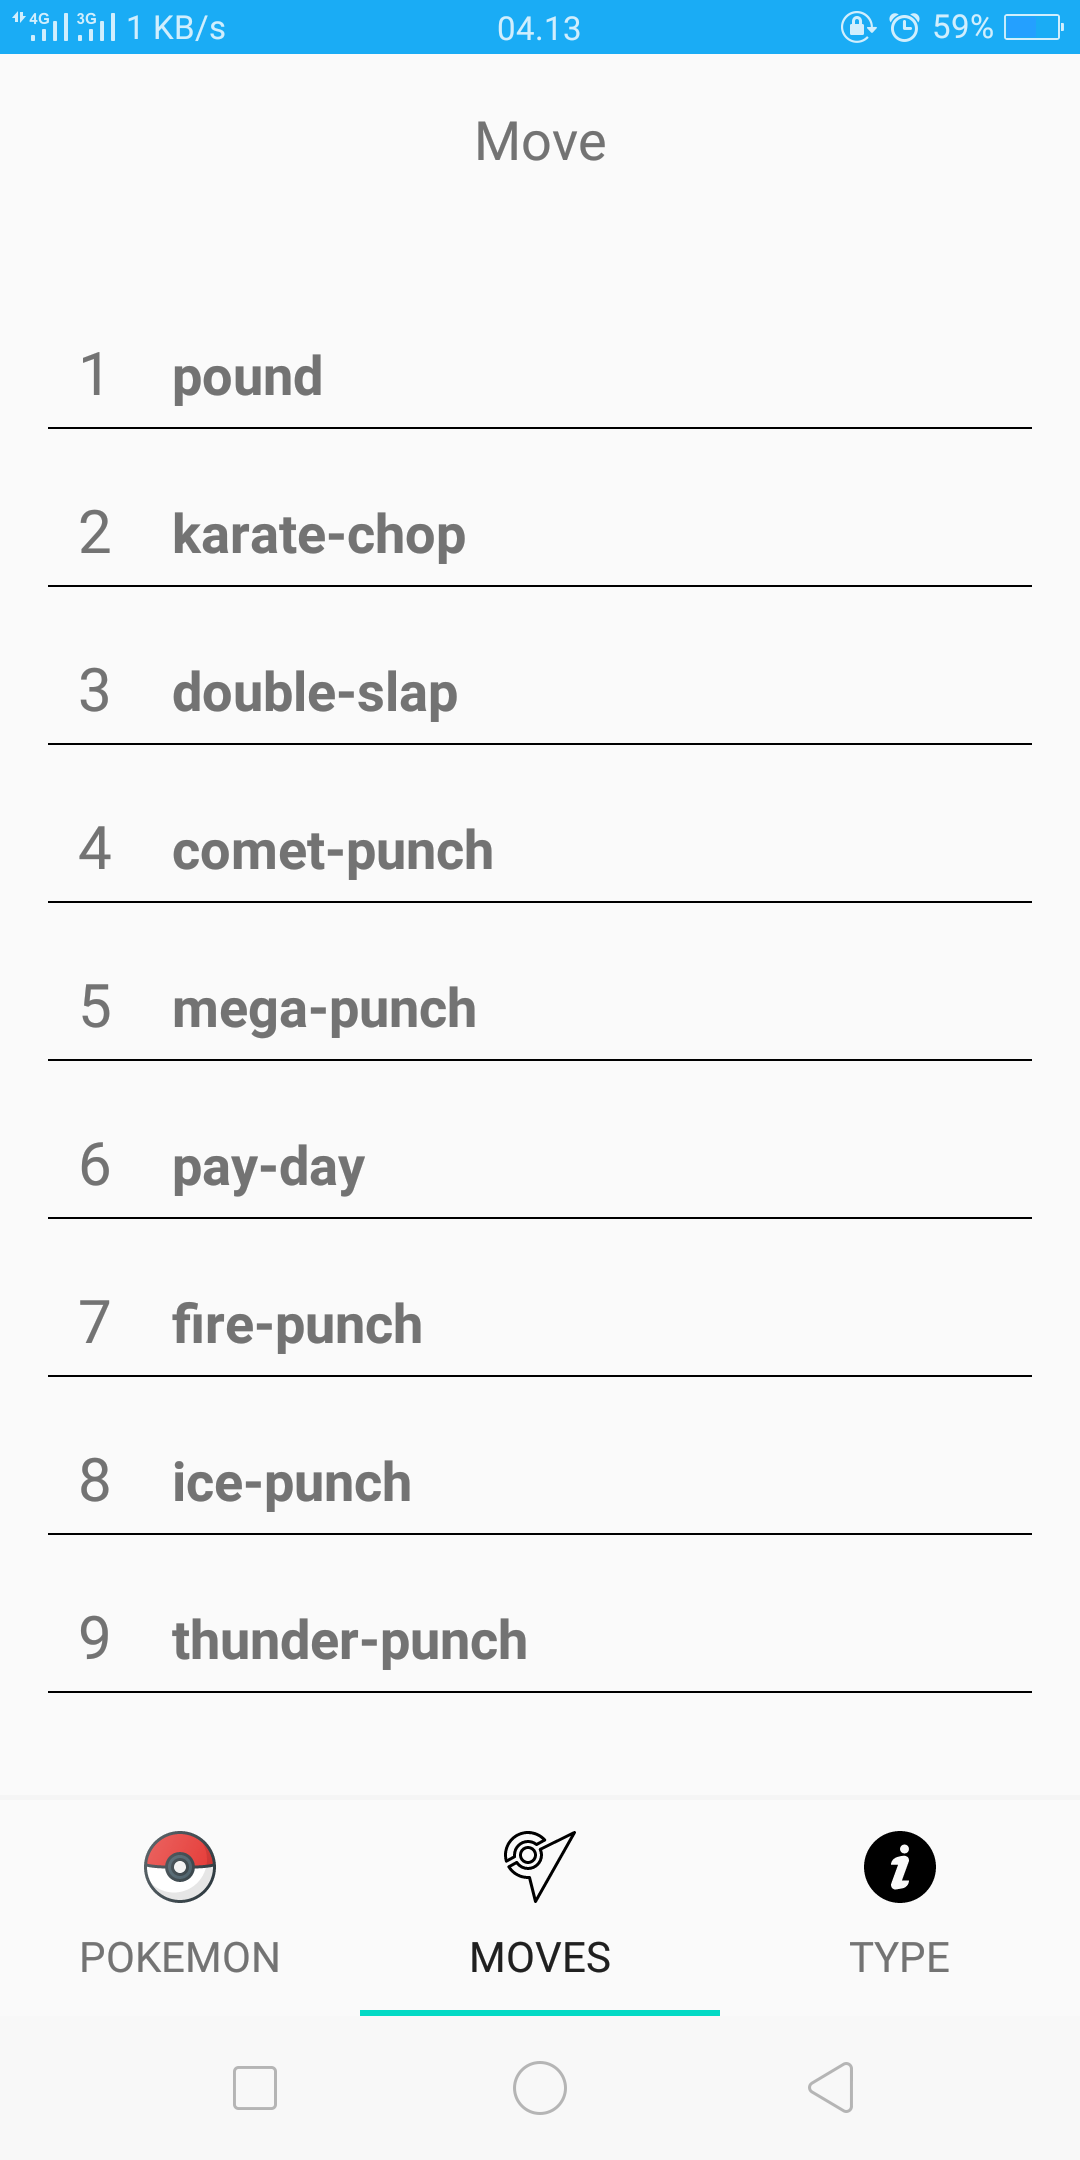 4G 3G 1 KB/s 04.13 59%
Move
1 pound
2 karate-chop
3 double-slap
4 comet-punch
5 mega-punch
6 pay-day
7 fire-punch
8 ice-punch
9 thunder-punch
POKEMON MOVES TYPE